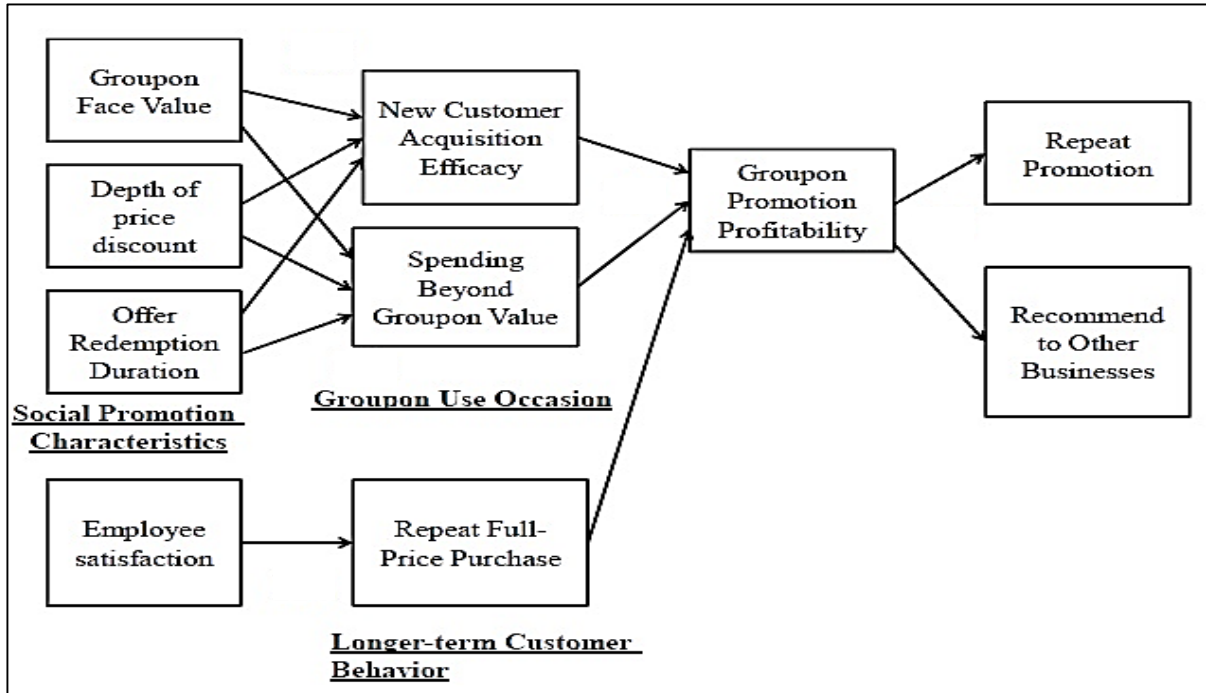 Groupon
Face Value
Depth of
price
discount
Offer
Redemption
Duration
Social Promotion
Characteristics
Employee
satisfaction
New Customer
Acquisition
Efficacy
Spending
Beyond
Groupon Value
Groupon Use Occasion
Repeat Full-
Price Purchase
Longer-term Customer
Behavior
Groupon
Promotion
Profitability
Repeat
Promotion
Recommend
to Other
Businesses